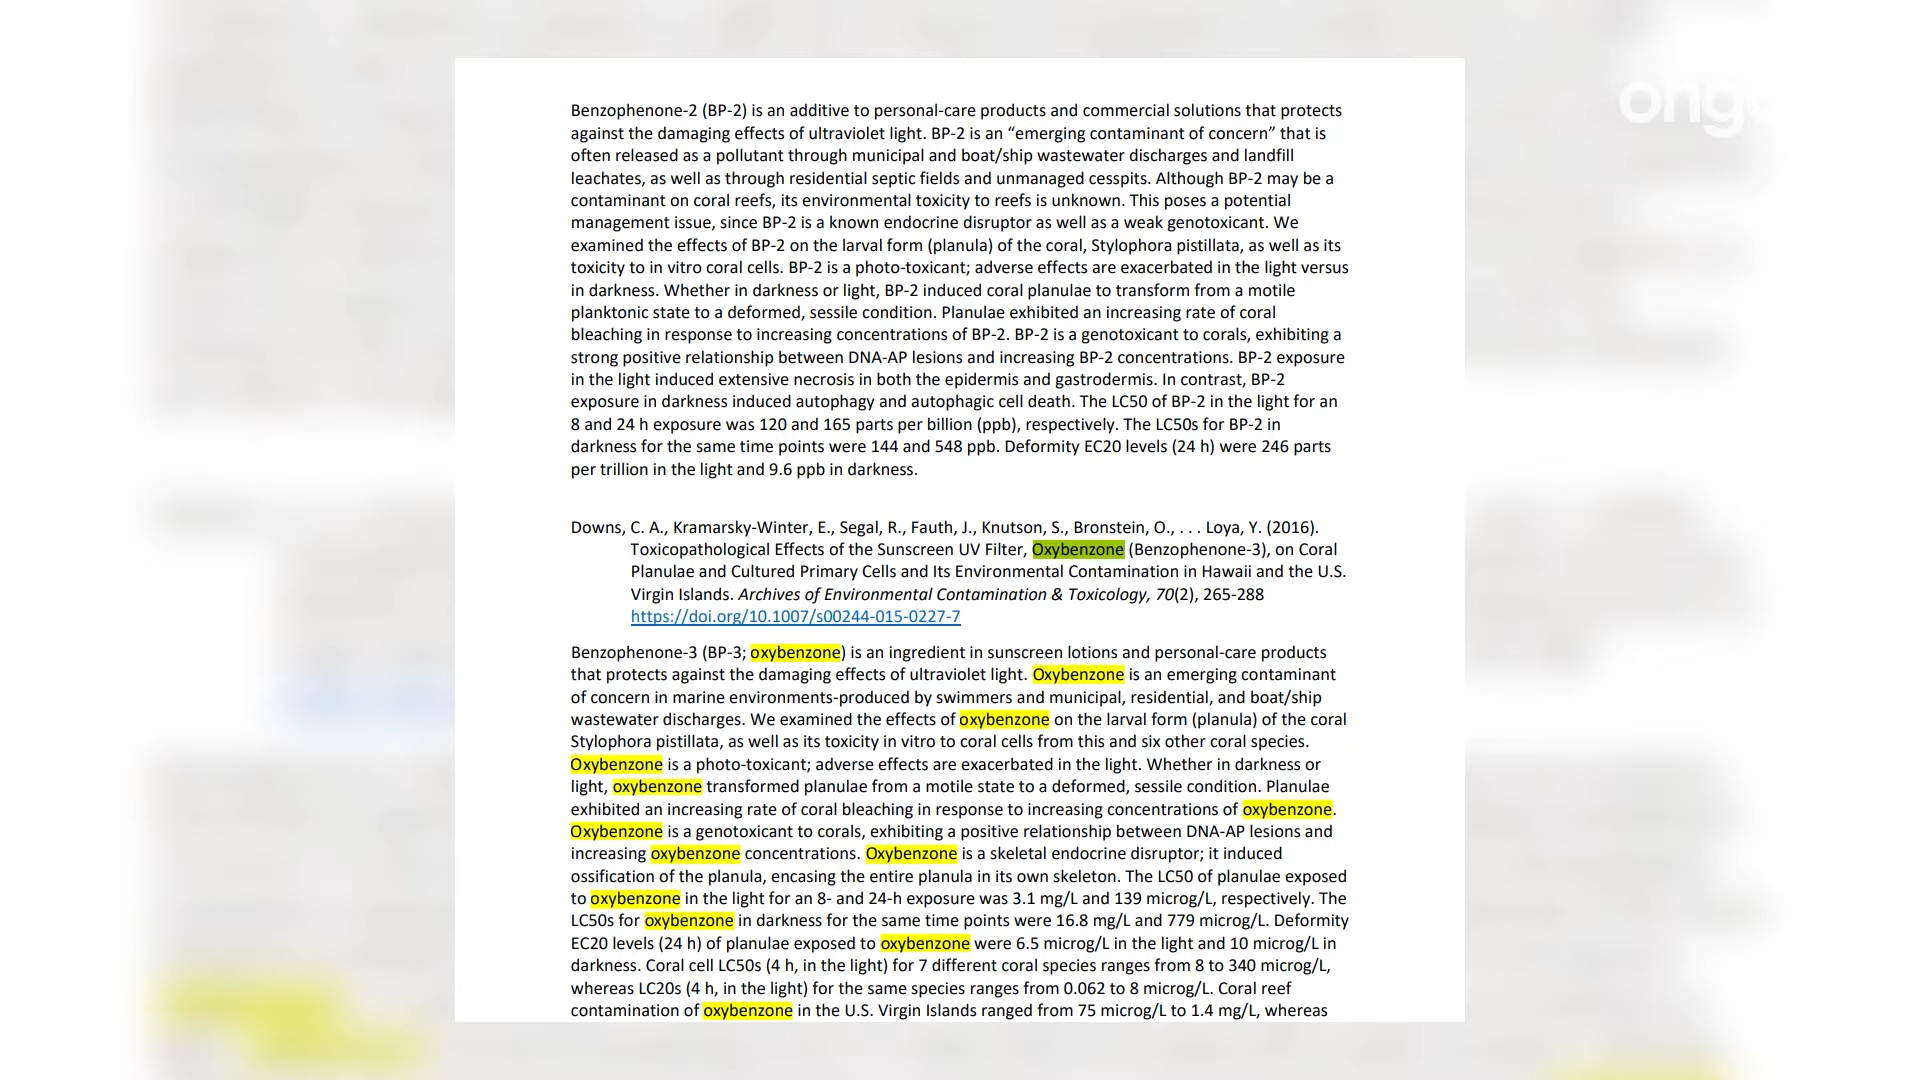 Benzophenone-2 (BP-2) is an additive to personal-care products and commercial solutions that protects
against the damaging effects of ultraviolet light. BP-2 is an “emerging contaminant of concern” that is
often released as a pollutant through municipal and boat/ship wastewater discharges and landfill
leachates, as well as through residential septic fields and unmanaged cesspits. Although BP-2 may be a
contaminant on coral reefs, its environmental toxicity to reefs is unknown. This poses a potential
management issue, since BP-2 is a known endocrine disruptor as well as a weak genotoxicant. We
examined the effects of BP-2 on the larval form (planula) of the coral, Stylophora pistillata, as well as its
toxicity to in vitro coral cells. BP-2 is a photo-toxicant; adverse effects are exacerbated in the light versus
in darkness. Whether in darkness or light, BP-2 induced coral planulae to transform from a motile
planktonic state to a deformed, sessile condition. Planulae exhibited an increasing rate of coral
bleaching in response to increasing concentrations of BP-2. BP-2 is a genotoxicant to corals, exhibiting a
strong positive relationship between DNA-AP lesions and increasing BP-2 concentrations. BP-2 exposure
in the light induced extensive necrosis in both the epidermis and gastrodermis. In contrast, BP-2
exposure in darkness induced autophagy and autophagic cell death. The LC50 of BP-2 in the light for an
8 and 24 h exposure was 120 and 165 parts per billion (ppb), respectively. The LC50s for BP-2 in
darkness for the same time points were 144 and 548 ppb. Deformity EC20 levels (24 h) were 246 parts
per trillion in the light and 9.6 ppb in darkness.
Downs, C. A., Kramarsky-Winter, E., Segal, R., Fauth, J., Knutson, S., Bronstein, O., . . . Loya, Y. (2016).
Toxicopathological Effects of the Sunscreen UV Filter, Oxybenzone (Benzophenone-3), on Coral
Planulae and Cultured Primary Cells and Its Environmental Contamination in Hawaii and the U.S.
Virgin Islands. Archives of Environmental Contamination & Toxicology, 70(2), 265-288
https://doi.org/10.1007/s00244-015-0227-7
Benzophenone-3 (BP-3; oxybenzone) is an ingredient in sunscreen lotions and personal-care products
that protects against the damaging effects of ultraviolet light. Oxybenzone is an emerging contaminant
of concern in marine environments-produced by swimmers and municipal, residential, and boat/ship
wastewater discharges. We examined the effects of oxybenzone on the larval form (planula) of the coral
Stylophora pistillata, as well as its toxicity in vitro to coral cells from this and six other coral species.
Oxybenzone is a photo-toxicant; adverse effects are exacerbated in the light. Whether in darkness or
light, oxybenzone transformed planulae from a motile state to a deformed, sessile condition. Planulae
exhibited an increasing rate of coral bleaching in response to increasing concentrations of oxybenzone.
Oxybenzone is a genotoxicant to corals, exhibiting a positive relationship between DNA-AP lesions and
increasing oxybenzone concentrations. Oxybenzone is a skeletal endocrine disruptor; it induced
ossification of the planula, encasing the entire planula in its own skeleton. The LC50 of planulae exposed
to oxybenzone in the light for an 8- and 24-h exposure was 3.1 mg/L and 139 microg/L, respectively. The
LC50s for oxybenzone in darkness for the same time points were 16.8 mg/L and 779 microg/L. Deformity
EC20 levels (24 h) of planulae exposed to oxybenzone were 6.5 microg/L in the light and 10 microg/L in
darkness. Coral cell LC50s (4 h, in the light) for 7 different coral species ranges from 8 to 340 microg/L,
whereas LC20s (4 h, in the light) for the same species ranges from 0.062 to 8 microg/L. Coral reef
contamination of oxybenzone in the U.S. Virgin Islands ranged from 75 microg/L to 1.4 mg/L, whereas